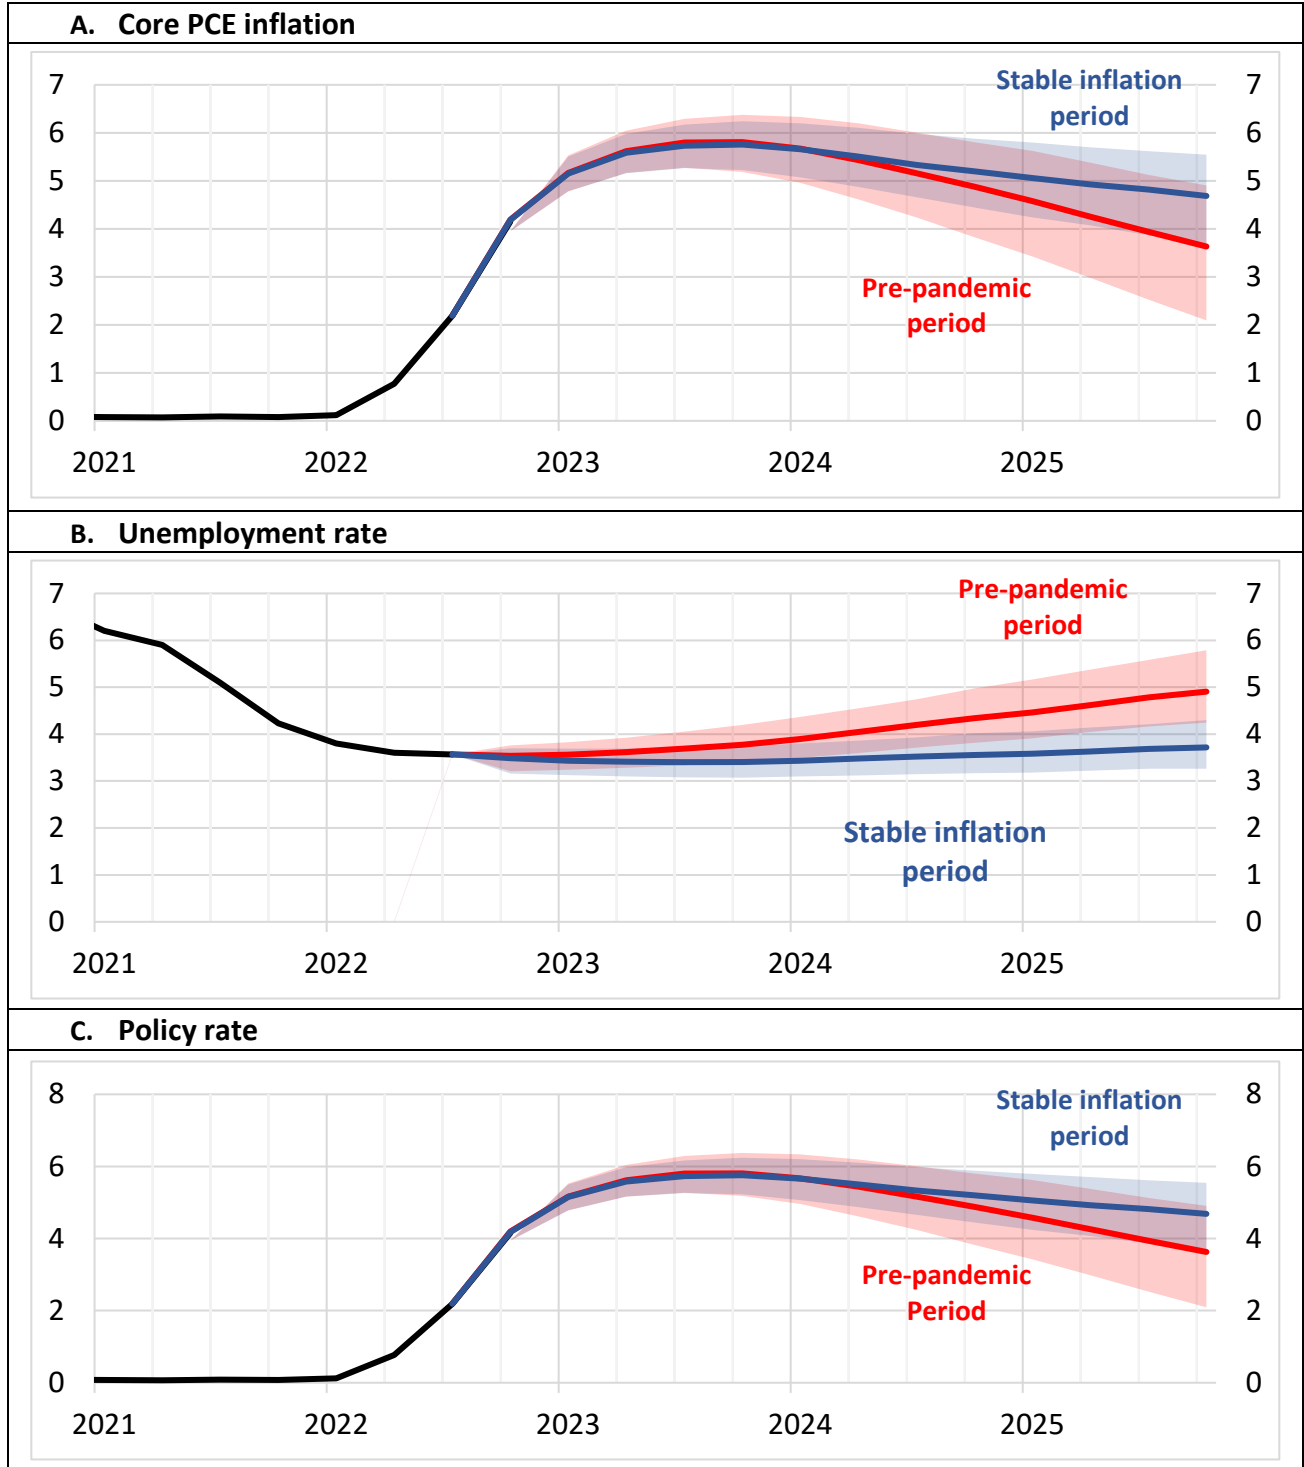 A. Core PCE inflation
7 7
Stable inflation
period
6 6
5 5
4 4
3 3
Pre-pandemic
period
2 2
1 1
0 0
2021 2022 2023 2024 2025
B. Unemployment rate
7 7
Pre-pandemic
period
6 6
5 5
4 4
3 3
2 2
Stable inflation
period
1 1
0 0
2021 2022 2023 2024 2025
C. Policy rate
8 8
Stable inflation
period
6 6
4 4
Pre-pandemic
Period
2 2
0 0
2021 2022 2023 2024 2025